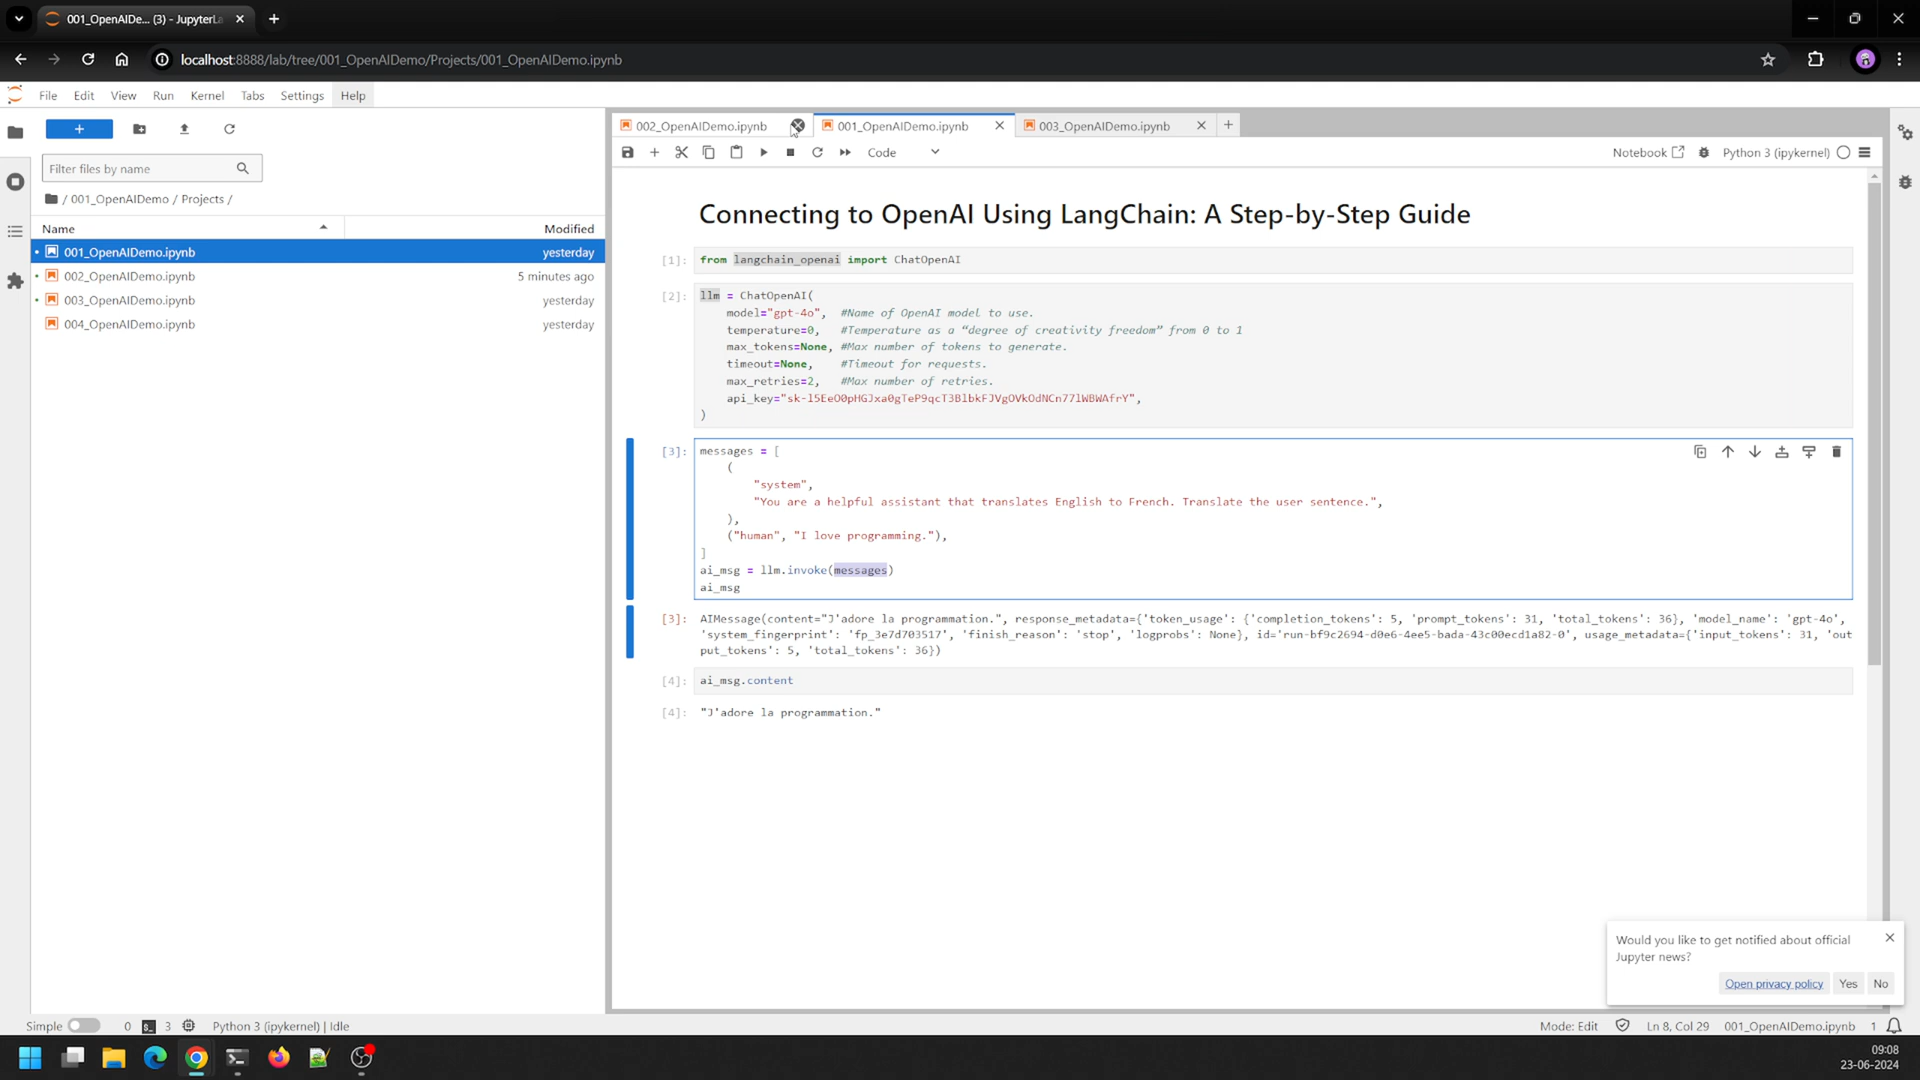 001_OpenAIDe... (3) - JupyterLa
localhost:8888/lab/tree/001_OpenAIDemo/Projects/001_OpenAIDemo.ipynb
File Edit View Run Kernel Tabs Settings Help
+
Filter files by name
/ 001_OpenAIDemo / Projects /
Name Modified
001_OpenAIDemo.ipynb yesterday
002_OpenAIDemo.ipynb 5 minutes ago
003_OpenAIDemo.ipynb yesterday
004_OpenAIDemo.ipynb yesterday
002_OpenAIDemo.ipynb 001_OpenAIDemo.ipynb 003_OpenAIDemo.ipynb
Code Notebook Python 3 (ipykernel)
Connecting to OpenAI Using LangChain: A Step-by-Step Guide
[1]: from langchain_openai import ChatOpenAI
[2]: llm = ChatOpenAI(
model="gpt-4o", #Name of OpenAI model to use.
temperature=0, #Temperature as a “degree of creativity freedom” from 0 to 1
max_tokens=None, #Max number of tokens to generate.
timeout=None, #Timeout for requests.
max_retries=2, #Max number of retries.
api_key="
)
[3]: messages = [
(
"system",
"You are a helpful assistant that translates English to French. Translate the user sentence.",
),
("human", "I love programming."),
]
ai_msg = llm.invoke(messages)
ai_msg
[3]: AIMessage(content="J'adore la programmation.", response_metadata={'token_usage': {'completion_tokens': 5, 'prompt_tokens': 31, 'total_tokens': 36}, 'model_name': 'gpt-4o',
'system_fingerprint': 'fp_3e7d703517', 'finish_reason': 'stop', 'logprobs': None}, id='run-bf9c2694-d0e6-4ee5-bada-43c00ecd1a82-0', usage_metadata={'input_tokens': 31, 'out
put_tokens': 5, 'total_tokens': 36})
[4]: ai_msg.content
[4]: "J'adore la programmation."
Would you like to get notified about official
Jupyter news?
Open privacy policy Yes No
Simple 0 3 Python 3 (ipykernel) | Idle Mode: Edit Ln 8, Col 29 001_OpenAIDemo.ipynb 1
09:08
23-06-2024